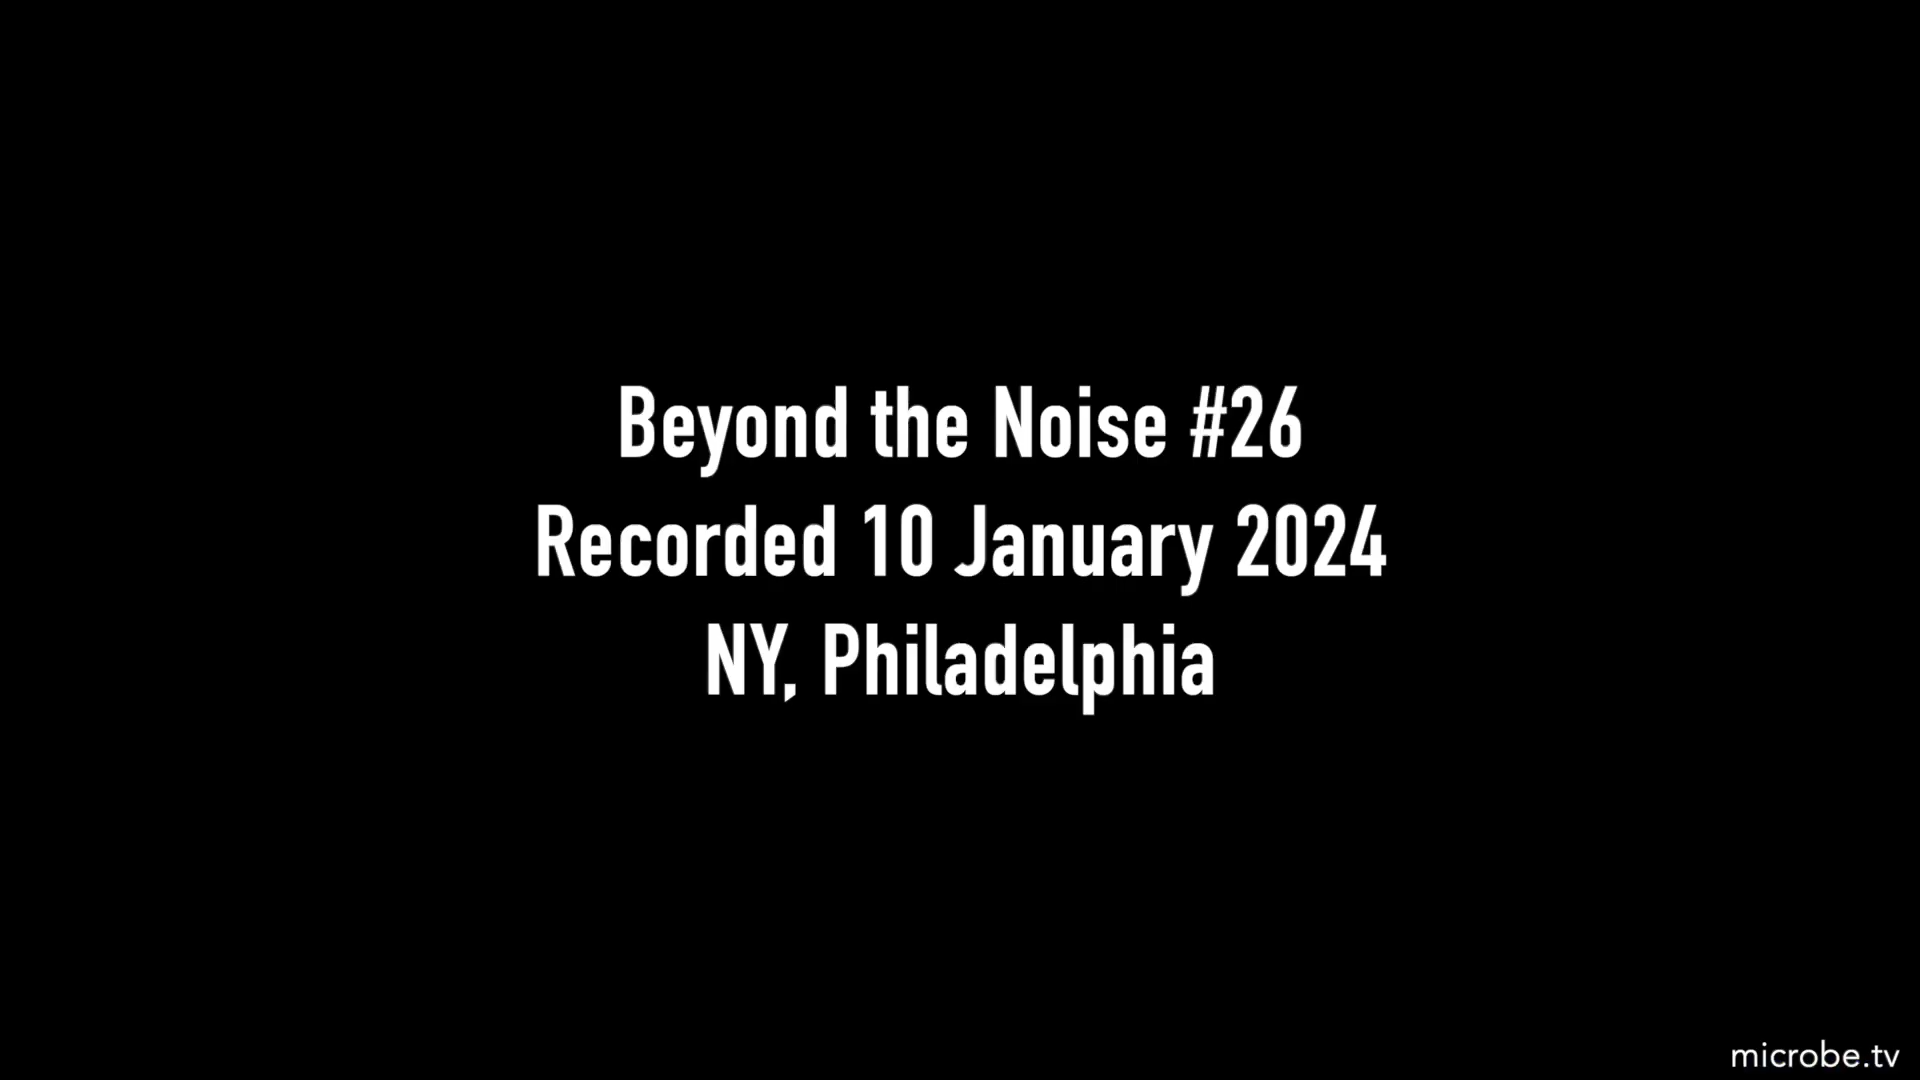 Beyond the Noise #26
Recorded 10 January 2024
NY, Philadelphia
microbe.tv